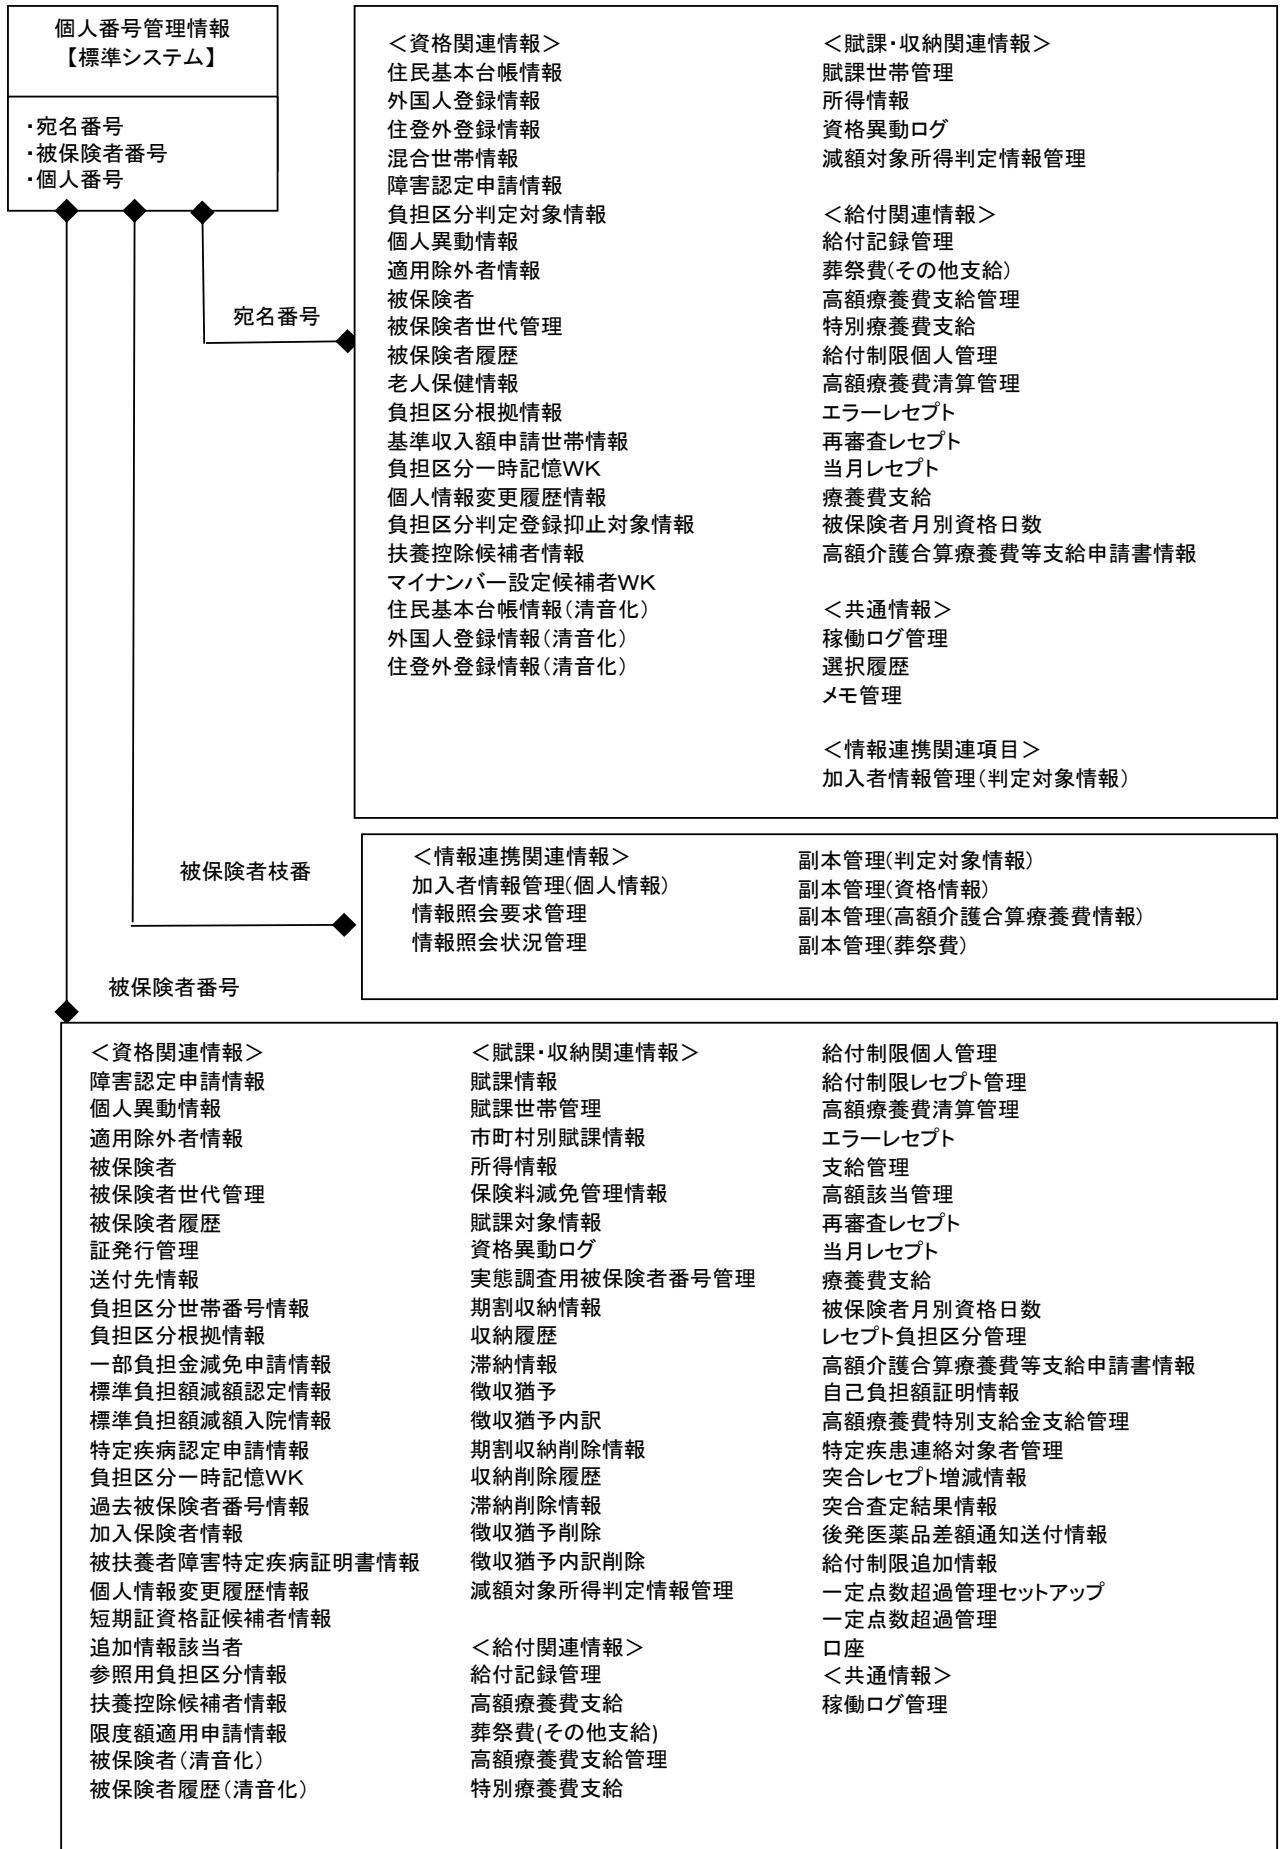 個人番号管理情報
【標準システム】
・宛名番号
・被保険者番号
・個人番号
宛名番号
＜資格関連情報＞
住民基本台帳情報
外国人登録情報
住登外登録情報
混合世帯情報
障害認定申請情報
負担区分判定対象情報
個人異動情報
適用除外者情報
被保険者
被保険者世代管理
被保険者履歴
老人保健情報
負担区分根拠情報
基準収入額申請世帯情報
負担区分一時記憶WK
個人情報変更履歴情報
負担区分判定登録抑止対象情報
扶養控除候補者情報
マイナンバー設定候補者WK
住民基本台帳情報（清音化）
外国人登録情報（清音化）
住登外登録情報（清音化）
＜賦課・収納関連情報＞
賦課世帯管理
所得情報
資格異動ログ
減額対象所得判定情報管理
＜給付関連情報＞
給付記録管理
葬祭費(その他支給)
高額療養費支給管理
特別療養費支給
給付制限個人管理
高額療養費清算管理
エラーレセプト
再審査レセプト
当月レセプト
療養費支給
被保険者月別資格日数
高額介護合算療養費等支給申請書情報
＜共通情報＞
稼働ログ管理
選択履歴
メモ管理
＜情報連携関連項目＞
加入者情報管理（判定対象情報）
被保険者枝番
＜情報連携関連情報＞
加入者情報管理(個人情報)
情報照会要求管理
情報照会状況管理
副本管理(判定対象情報)
副本管理(資格情報)
副本管理(高額介護合算療養費情報)
副本管理(葬祭費)
被保険者番号
＜資格関連情報＞
障害認定申請情報
個人異動情報
適用除外者情報
被保険者
被保険者世代管理
被保険者履歴
証発行管理
送付先情報
負担区分世帯番号情報
負担区分根拠情報
一部負担金減免申請情報
標準負担額減額認定情報
標準負担額減額入院情報
特定疾病認定申請情報
負担区分一時記憶WK
過去被保険者番号情報
加入保険者情報
被扶養者障害特定疾病証明書情報
個人情報変更履歴情報
短期証資格証候補者情報
追加情報該当者
参照用負担区分情報
扶養控除候補者情報
限度額適用申請情報
被保険者（清音化）
被保険者履歴（清音化）
＜賦課・収納関連情報＞
賦課情報
賦課世帯管理
市町村別賦課情報
所得情報
保険料減免管理情報
賦課対象情報
資格異動ログ
実態調査用被保険者番号管理
期割収納情報
収納履歴
滞納情報
徴収猶予
徴収猶予内訳
期割収納削除情報
収納削除履歴
滞納削除情報
徴収猶予削除
徴収猶予内訳削除
減額対象所得判定情報管理
＜給付関連情報＞
給付記録管理
高額療養費支給
葬祭費(その他支給)
高額療養費支給管理
特別療養費支給
給付制限個人管理
給付制限レセプト管理
高額療養費清算管理
エラーレセプト
支給管理
高額該当管理
再審査レセプト
当月レセプト
療養費支給
被保険者月別資格日数
レセプト負担区分管理
高額介護合算療養費等支給申請書情報
自己負担額証明情報
高額療養費特別支給金支給管理
特定疾患連絡対象者管理
突合レセプト増減情報
突合査定結果情報
後発医薬品差額通知送付情報
給付制限追加情報
一定点数超過管理セットアップ
一定点数超過管理
口座
＜共通情報＞
稼働ログ管理